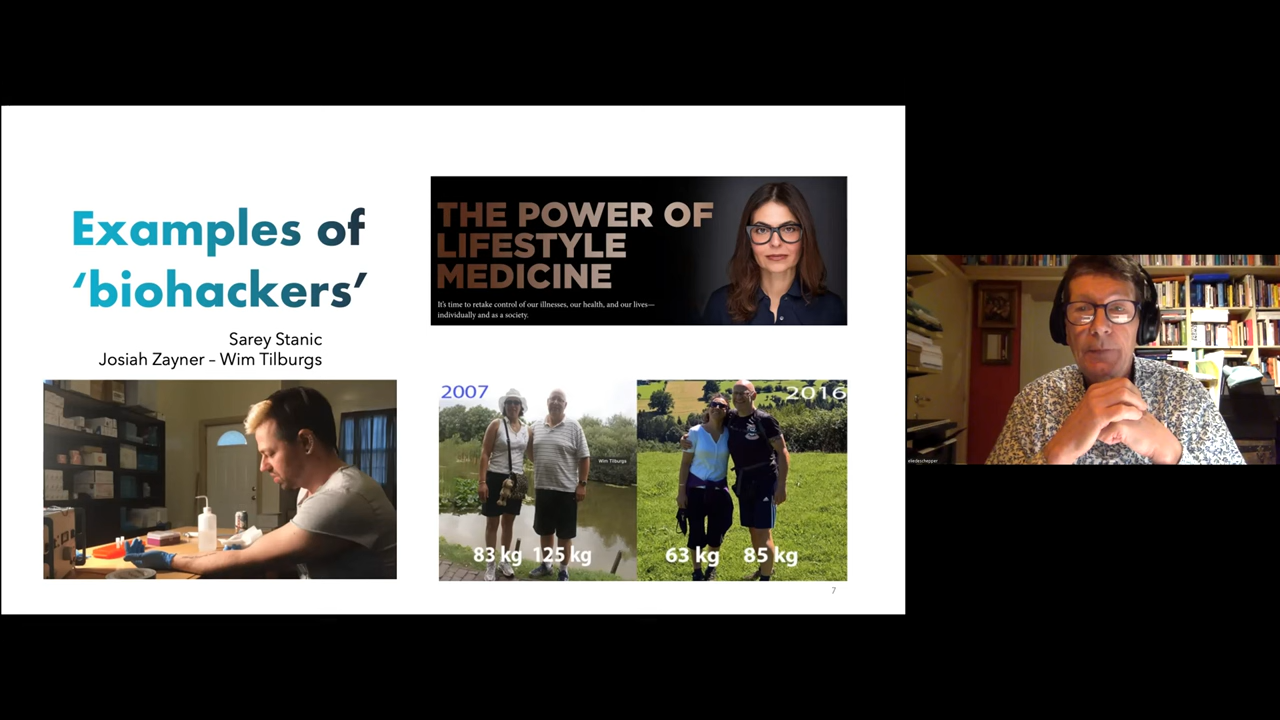 Examples of
‘biohackers’
Sarey Stanic
Josiah Zayner – Wim Tilburgs
THE POWER OF
LIFESTYLE
MEDICINE
It's time to retake control of our illnesses, our health, and our lives—
individually and as a society.
2007
2016
Wim Tilburgs
83 kg 125 kg
63 kg 85 kg
7